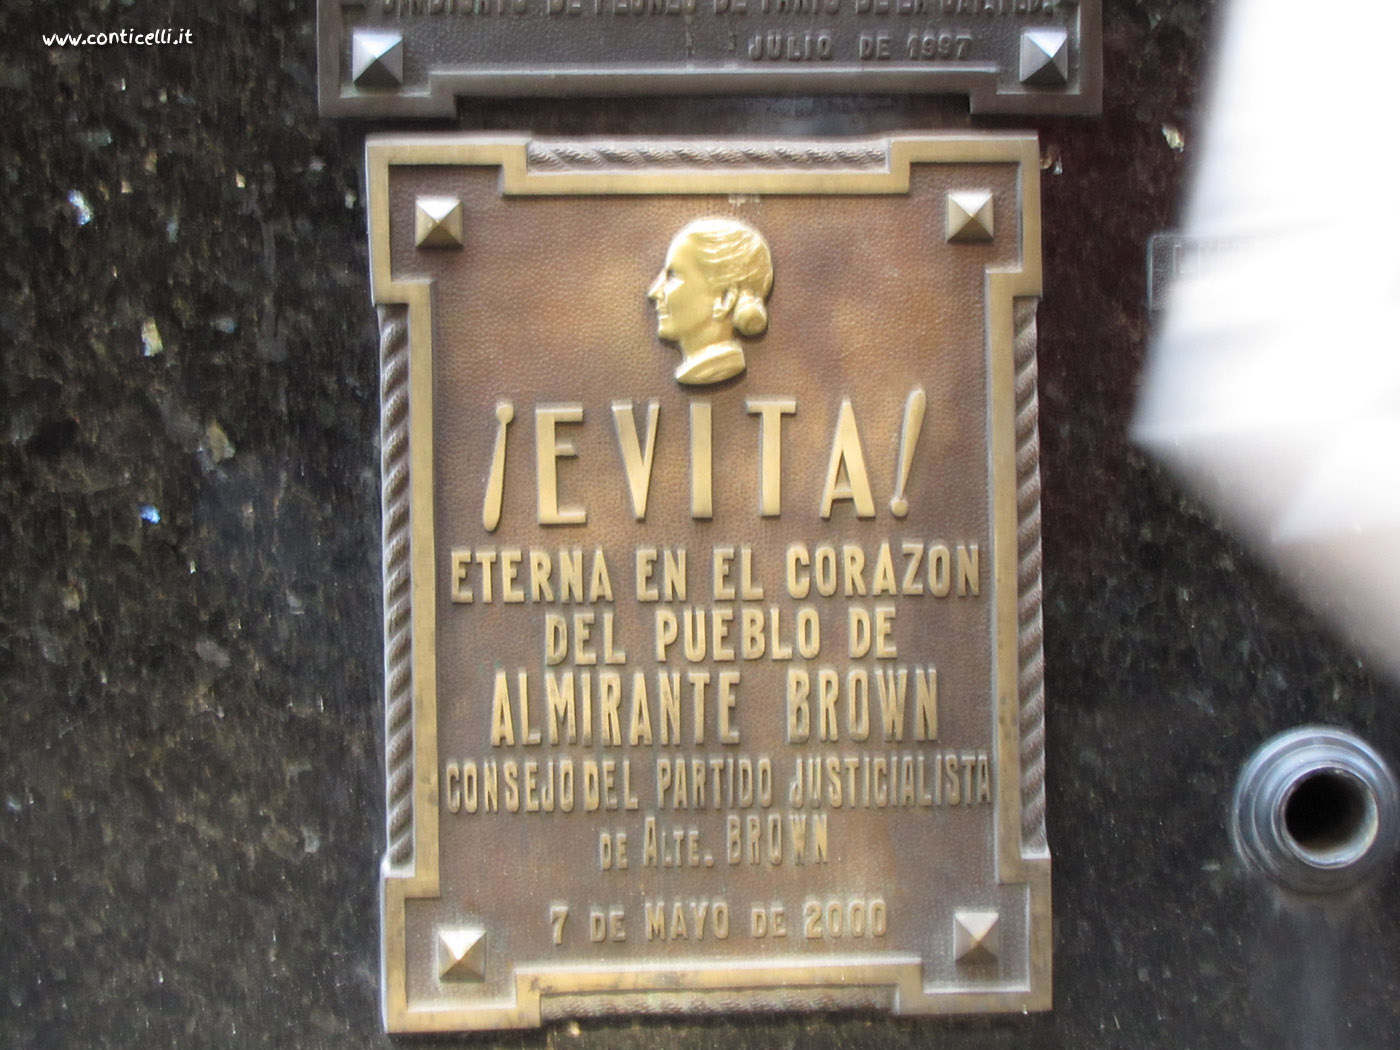 www.conticelli.it
JULIO DE 1997
¡EVITA!
ETERNA EN EL CORAZON
DEL PUEBLO DE
ALMIRANTE BROWN
CONSEJO DEL PARTIDO JUSTICIALISTA
DE ALTE. BROWN
7 DE MAYO DE 2000